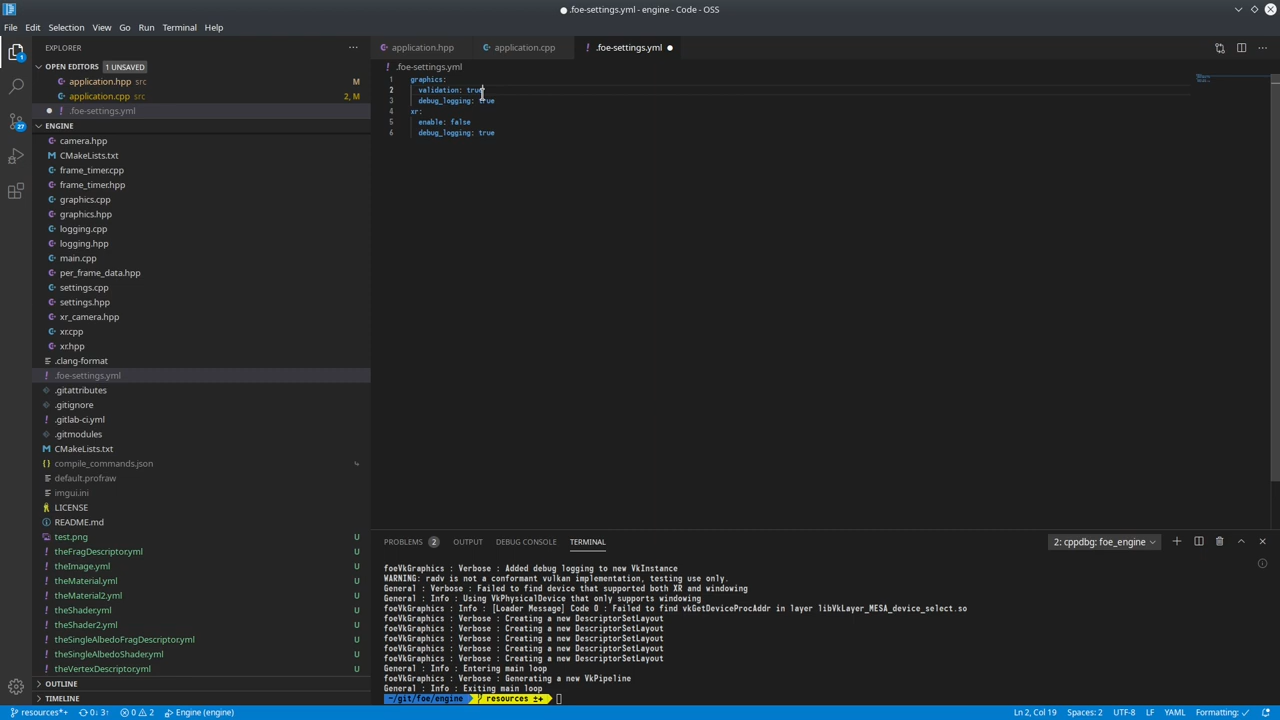 .foe-settings.yml - engine - Code - OSS
File Edit Selection View Go Run Terminal Help
EXPLORER
OPEN EDITORS 1 UNSAVED
application.hpp src M
application.cpp src 2, M
.foe-settings.yml
ENGINE
camera.hpp
CMakeLists.txt
frame_timer.cpp
frame_timer.hpp
graphics.cpp
graphics.hpp
logging.cpp
logging.hpp
main.cpp
per_frame_data.hpp
settings.cpp
settings.hpp
xr_camera.hpp
xr.cpp
xr.hpp
.clang-format
.foe-settings.yml
.gitattributes
.gitignore
.gitlab-ci.yml
.gitmodules
CMakeLists.txt
compile_commands.json
default.profraw
imgui.ini
LICENSE
README.md
test.png U
theFragDescriptor.yml U
theImage.yml U
theMaterial.yml U
theMaterial2.yml U
theShader.yml U
theShader2.yml U
theSingleAlbedoFragDescriptor.yml U
theSingleAlbedoShader.yml U
theVertexDescriptor.yml U
OUTLINE
TIMELINE
1
27
application.hpp application.cpp .foe-settings.yml
.foe-settings.yml
1 graphics:
2 validation: true
3 debug_logging: true
4 xr:
5 enable: false
6 debug_logging: true
PROBLEMS 2 OUTPUT DEBUG CONSOLE TERMINAL 2: cppdbg: foe_engine
foeVkGraphics : Verbose : Added debug logging to new VkInstance
WARNING: radv is not a conformant vulkan implementation, testing use only.
General : Verbose : Failed to find device that supported both XR and windowing
General : Info : Using VkPhysicalDevice that only supports windowing
foeVkGraphics : Info : [Loader Message] Code 0 : Failed to find vkGetDeviceProcAddr in layer libVkLayer_MESA_device_select.so
foeVkGraphics : Verbose : Creating a new DescriptorSetLayout
foeVkGraphics : Verbose : Creating a new DescriptorSetLayout
foeVkGraphics : Verbose : Creating a new DescriptorSetLayout
foeVkGraphics : Verbose : Creating a new DescriptorSetLayout
foeVkGraphics : Verbose : Creating a new DescriptorSetLayout
General : Info : Entering main loop
foeVkGraphics : Verbose : Generating a new VkPipeline
General : Info : Exiting main loop
~/git/foe/engine resources ±+
resources*+ 0↓ 3↑ 0 2 Engine (engine) Ln 2, Col 19 Spaces: 2 UTF-8 LF YAML Formatting: ✓